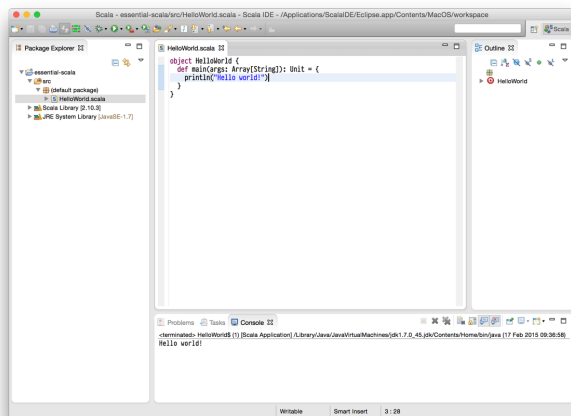 Scala - essential-scala/src/HelloWorld.scala - Scala IDE - /Applications/ScalaIDE/Eclipse.app/Contents/MacOS/workspace
Scala
Package Explorer
essential-scala
src
(default package)
HelloWorld.scala
Scala Library [2.10.3]
JRE System Library [JavaSE-1.7]
HelloWorld.scala
object HelloWorld {
def main(args: Array[String]): Unit = {
println("Hello world!")
}
}
Outline
HelloWorld
Problems Tasks Console
<terminated> HelloWorld$ (1) [Scala Application] /Library/Java/JavaVirtualMachines/jdk1.7.0_45.jdk/Contents/Home/bin/java (17 Feb 2015 09:36:58)
Hello world!
Writable Smart Insert 3 : 28